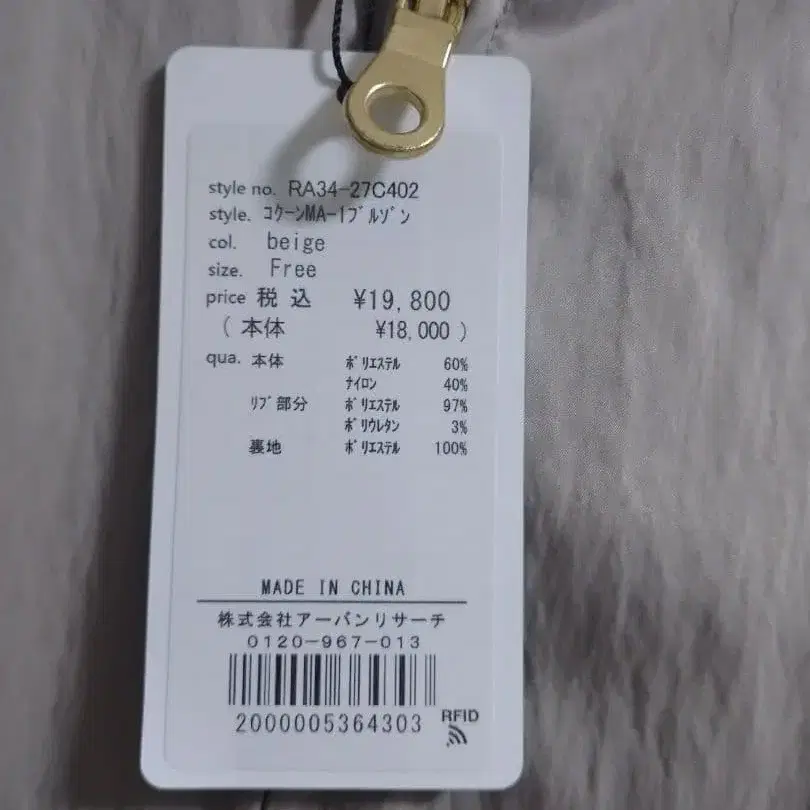 style no. RA34-27C402
style. ｺｸｰﾝMA-1ﾌﾞﾙｿﾞﾝ
col. beige
size. Free
price 税 込 ¥19,800
( 本体 ¥18,000 )
qua. 本体 ﾎﾟﾘｴｽﾃﾙ 60%
ﾅｲﾛﾝ 40%
ﾘﾌﾞ部分 ﾎﾟﾘｴｽﾃﾙ 97%
ﾎﾟﾘｳﾚﾀﾝ 3%
裏地 ﾎﾟﾘｴｽﾃﾙ 100%
MADE IN CHINA
株式会社アーバンリサーチ
0120-967-013
2000005364303
RFID